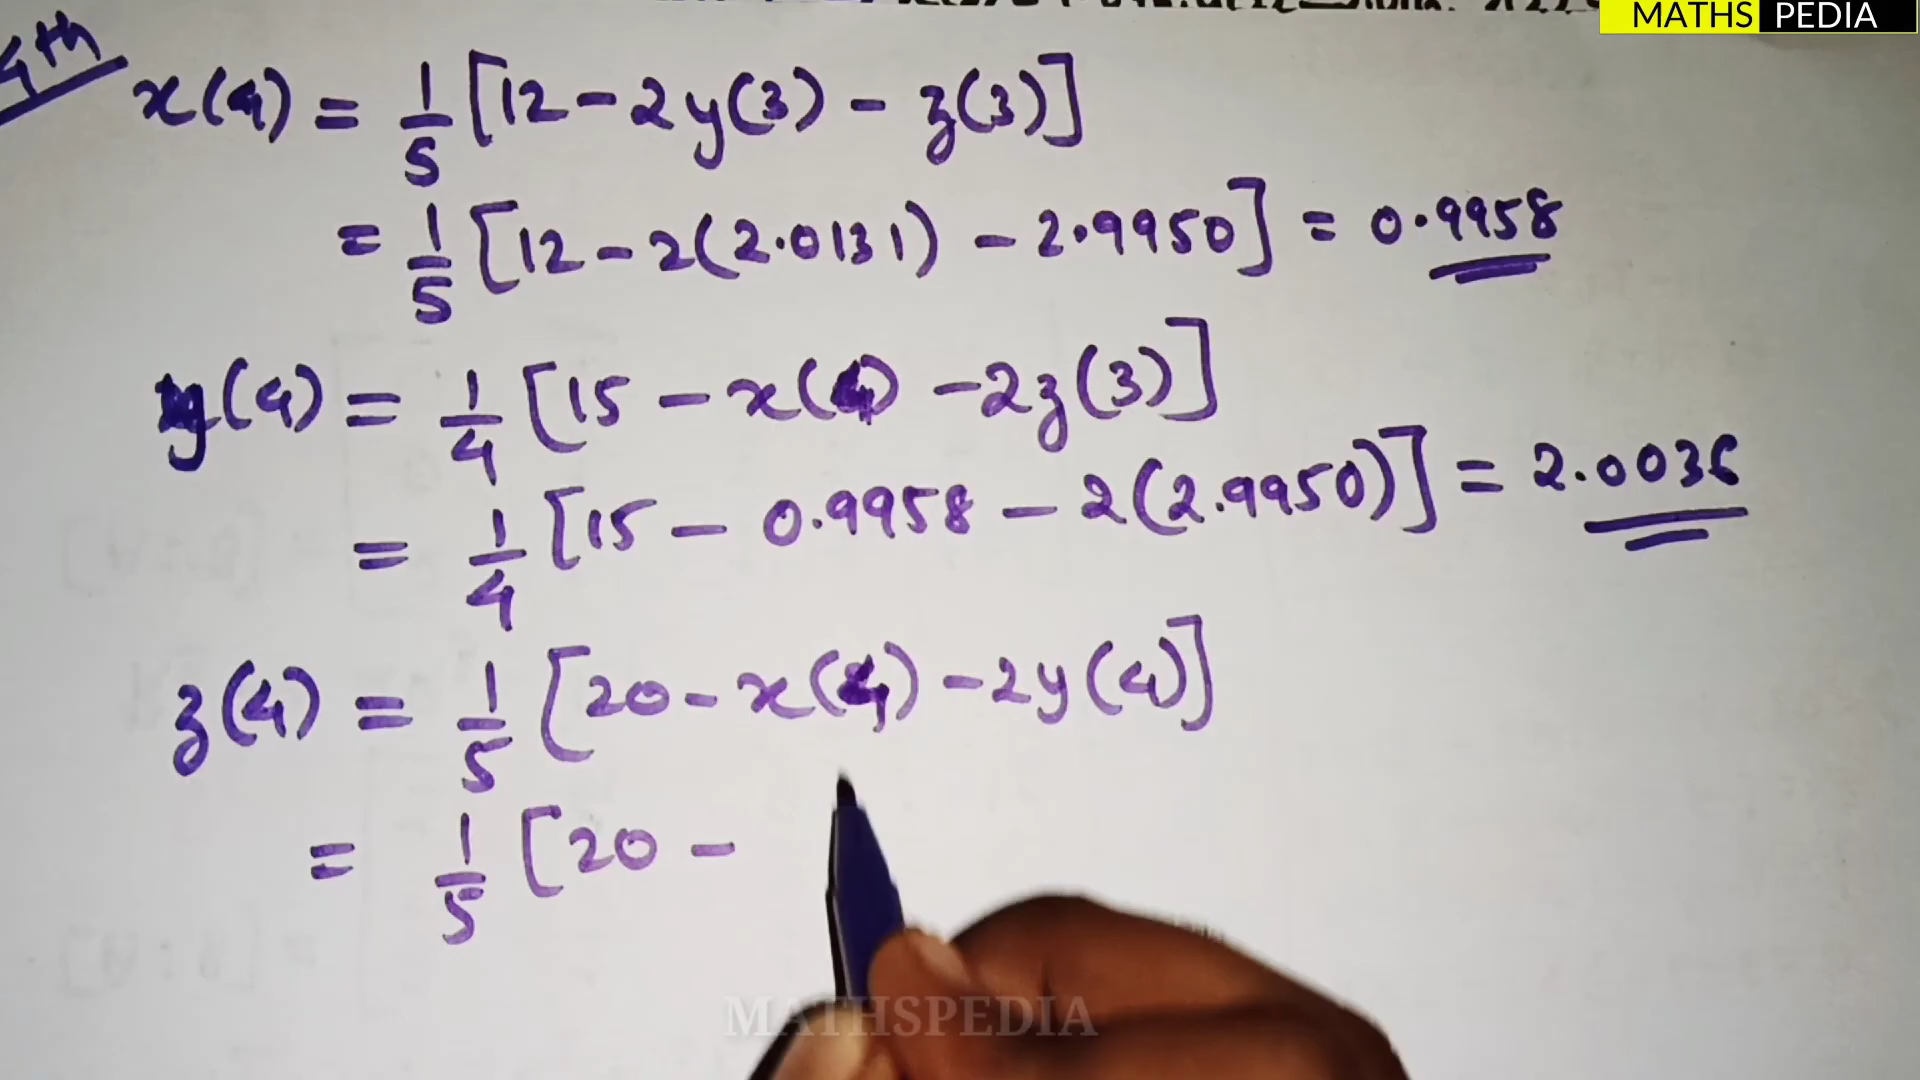 MATHS PEDIA
4th
x(4) = 1/5 [12 - 2y(3) - z(3)]
= 1/5 [12 - 2(2.0131) - 2.9950] = 0.9958
y(4) = 1/4 [15 - x(4) - 2z(3)]
= 1/4 [15 - 0.9958 - 2(2.9950)] = 2.0036
z(4) = 1/5 [20 - x(4) - 2y(4)]
= 1/5 [20 -
MATHSPEDIA